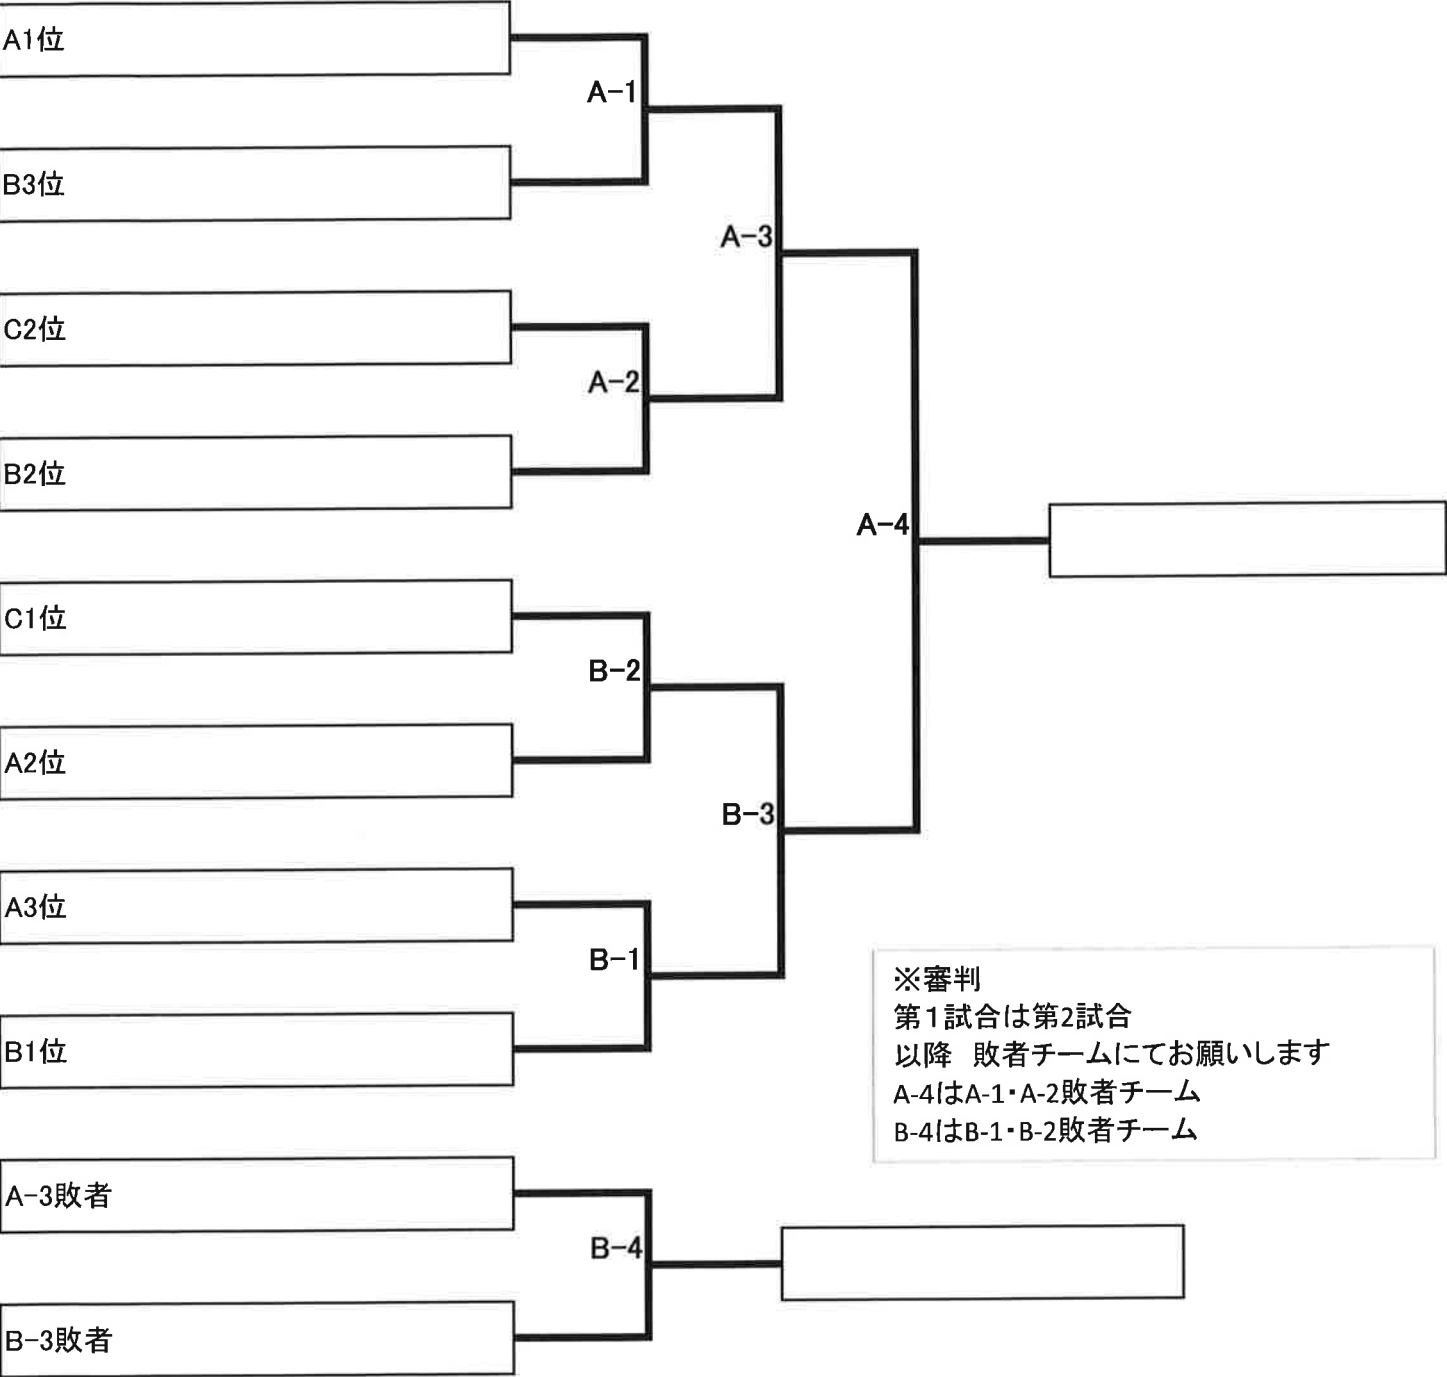 A1位
A-1
B3位
A-3
C2位
A-2
B2位
A-4
C1位
B-2
A2位
B-3
A3位
B-1
B1位
※審判
第１試合は第2試合
以降　敗者チームにてお願いします
A-4はA-1・A-2敗者チーム
B-4はB-1・B-2敗者チーム
A-3敗者
B-4
B-3敗者